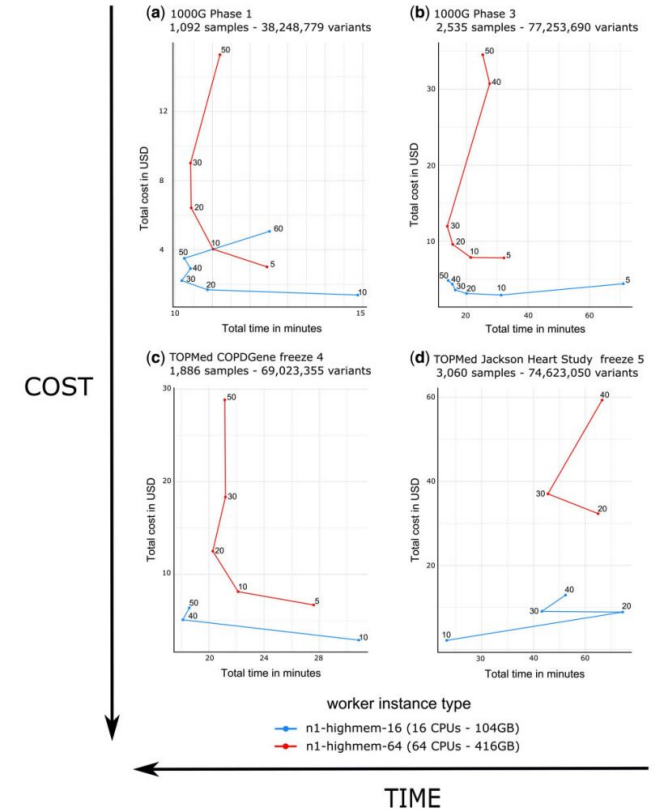 (a) 1000G Phase 1
1,092 samples - 38,248,779 variants
Total cost in USD
12
8
4
50
30
20
10
5
60
50
40
30
20
10
10
15
Total time in minutes
(b) 1000G Phase 3
2,535 samples - 77,253,690 variants
Total cost in USD
30
20
10
50
40
30
20
10
5
50
40
30
20
10
5
20
40
60
Total time in minutes
COST
(c) TOPMed COPDGene freeze 4
1,886 samples - 69,023,355 variants
Total cost in USD
30
20
10
50
30
20
10
5
50
40
10
20
24
28
Total time in minutes
(d) TOPMed Jackson Heart Study freeze 5
3,060 samples - 74,623,050 variants
Total cost in USD
60
40
20
40
30
20
40
30
20
10
30
40
60
Total time in minutes
worker instance type
n1-highmem-16 (16 CPUs - 104GB)
n1-highmem-64 (64 CPUs - 416GB)
TIME